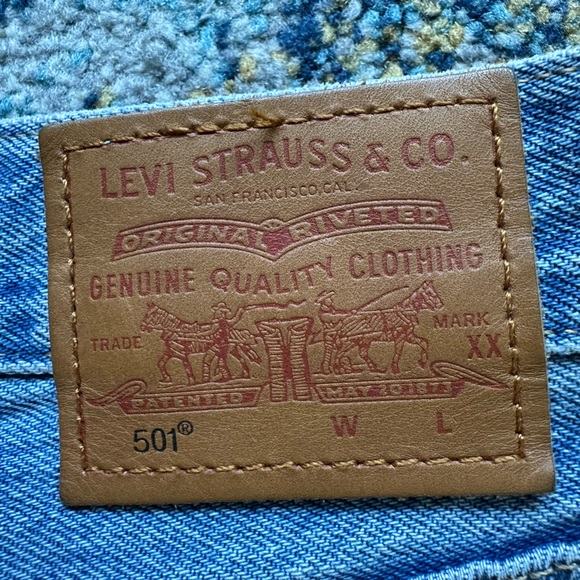 LEVI STRAUSS & CO.
SAN FRANCISCO, CAL.
ORIGINAL RIVETED
GENUINE QUALITY CLOTHING
TRADE MARK
XX
PATENTED MAY 20 1873
501® W L